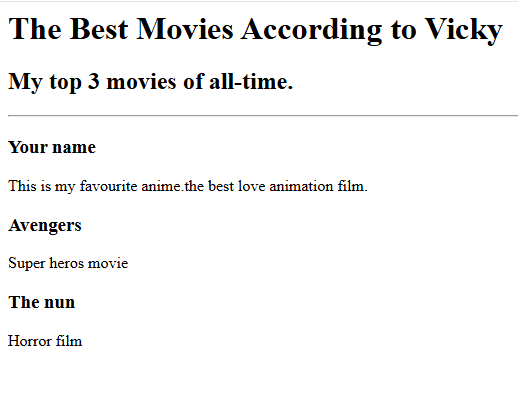 The Best Movies According to Vicky
My top 3 movies of all-time.
Your name
This is my favourite anime.the best love animation film.
Avengers
Super heros movie
The nun
Horror film